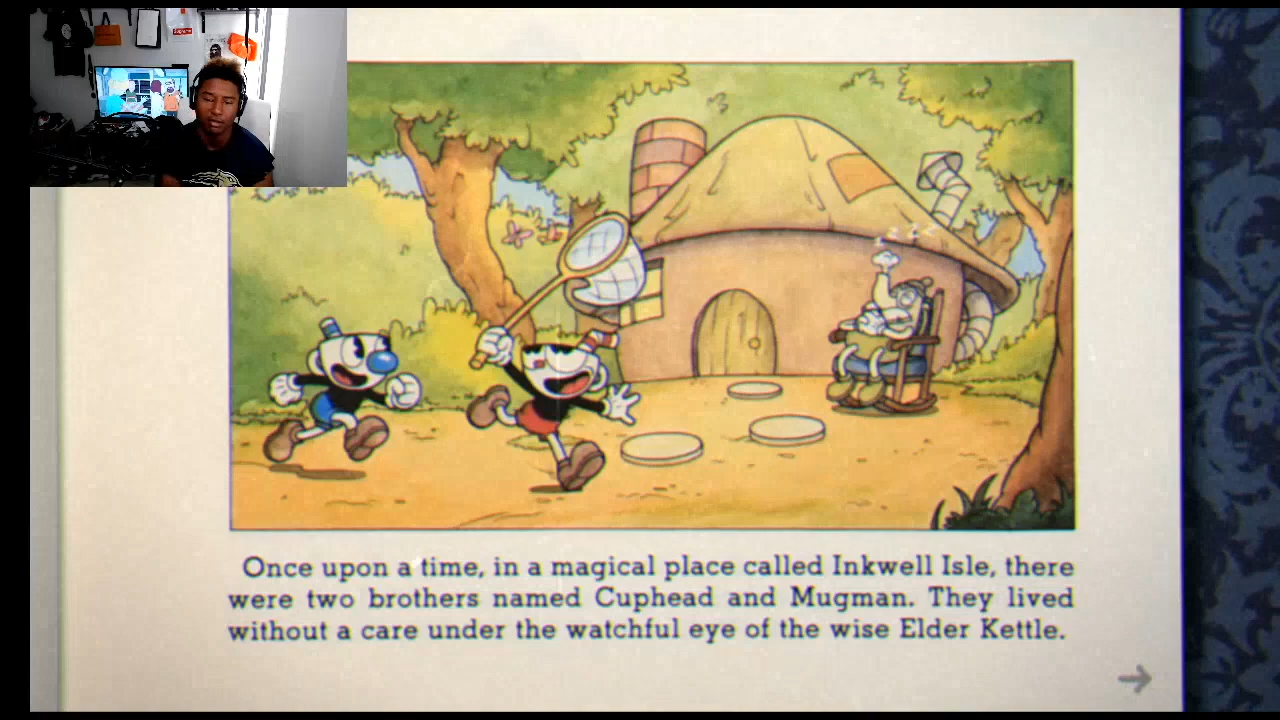 Supreme
z z z z z
Once upon a time, in a magical place called Inkwell Isle, there
were two brothers named Cuphead and Mugman. They lived
without a care under the watchful eye of the wise Elder Kettle.